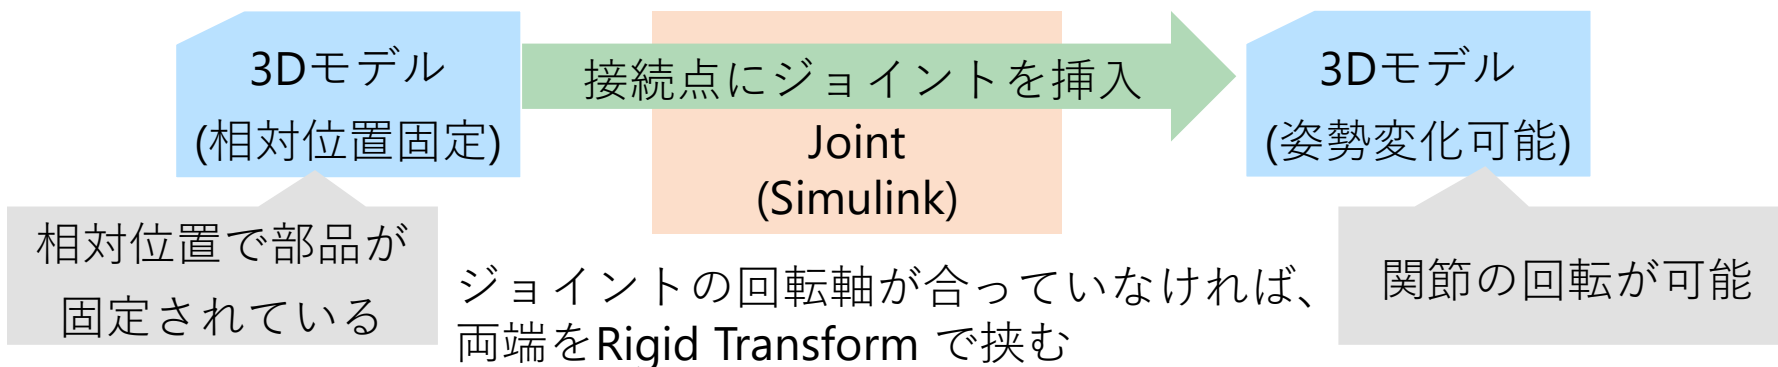 3Dモデル
(相対位置固定)
接続点にジョイントを挿入
Joint
(Simulink)
3Dモデル
(姿勢変化可能)
相対位置で部品が
固定されている
ジョイントの回転軸が合っていなければ、
両端をRigid Transform で挟む
関節の回転が可能